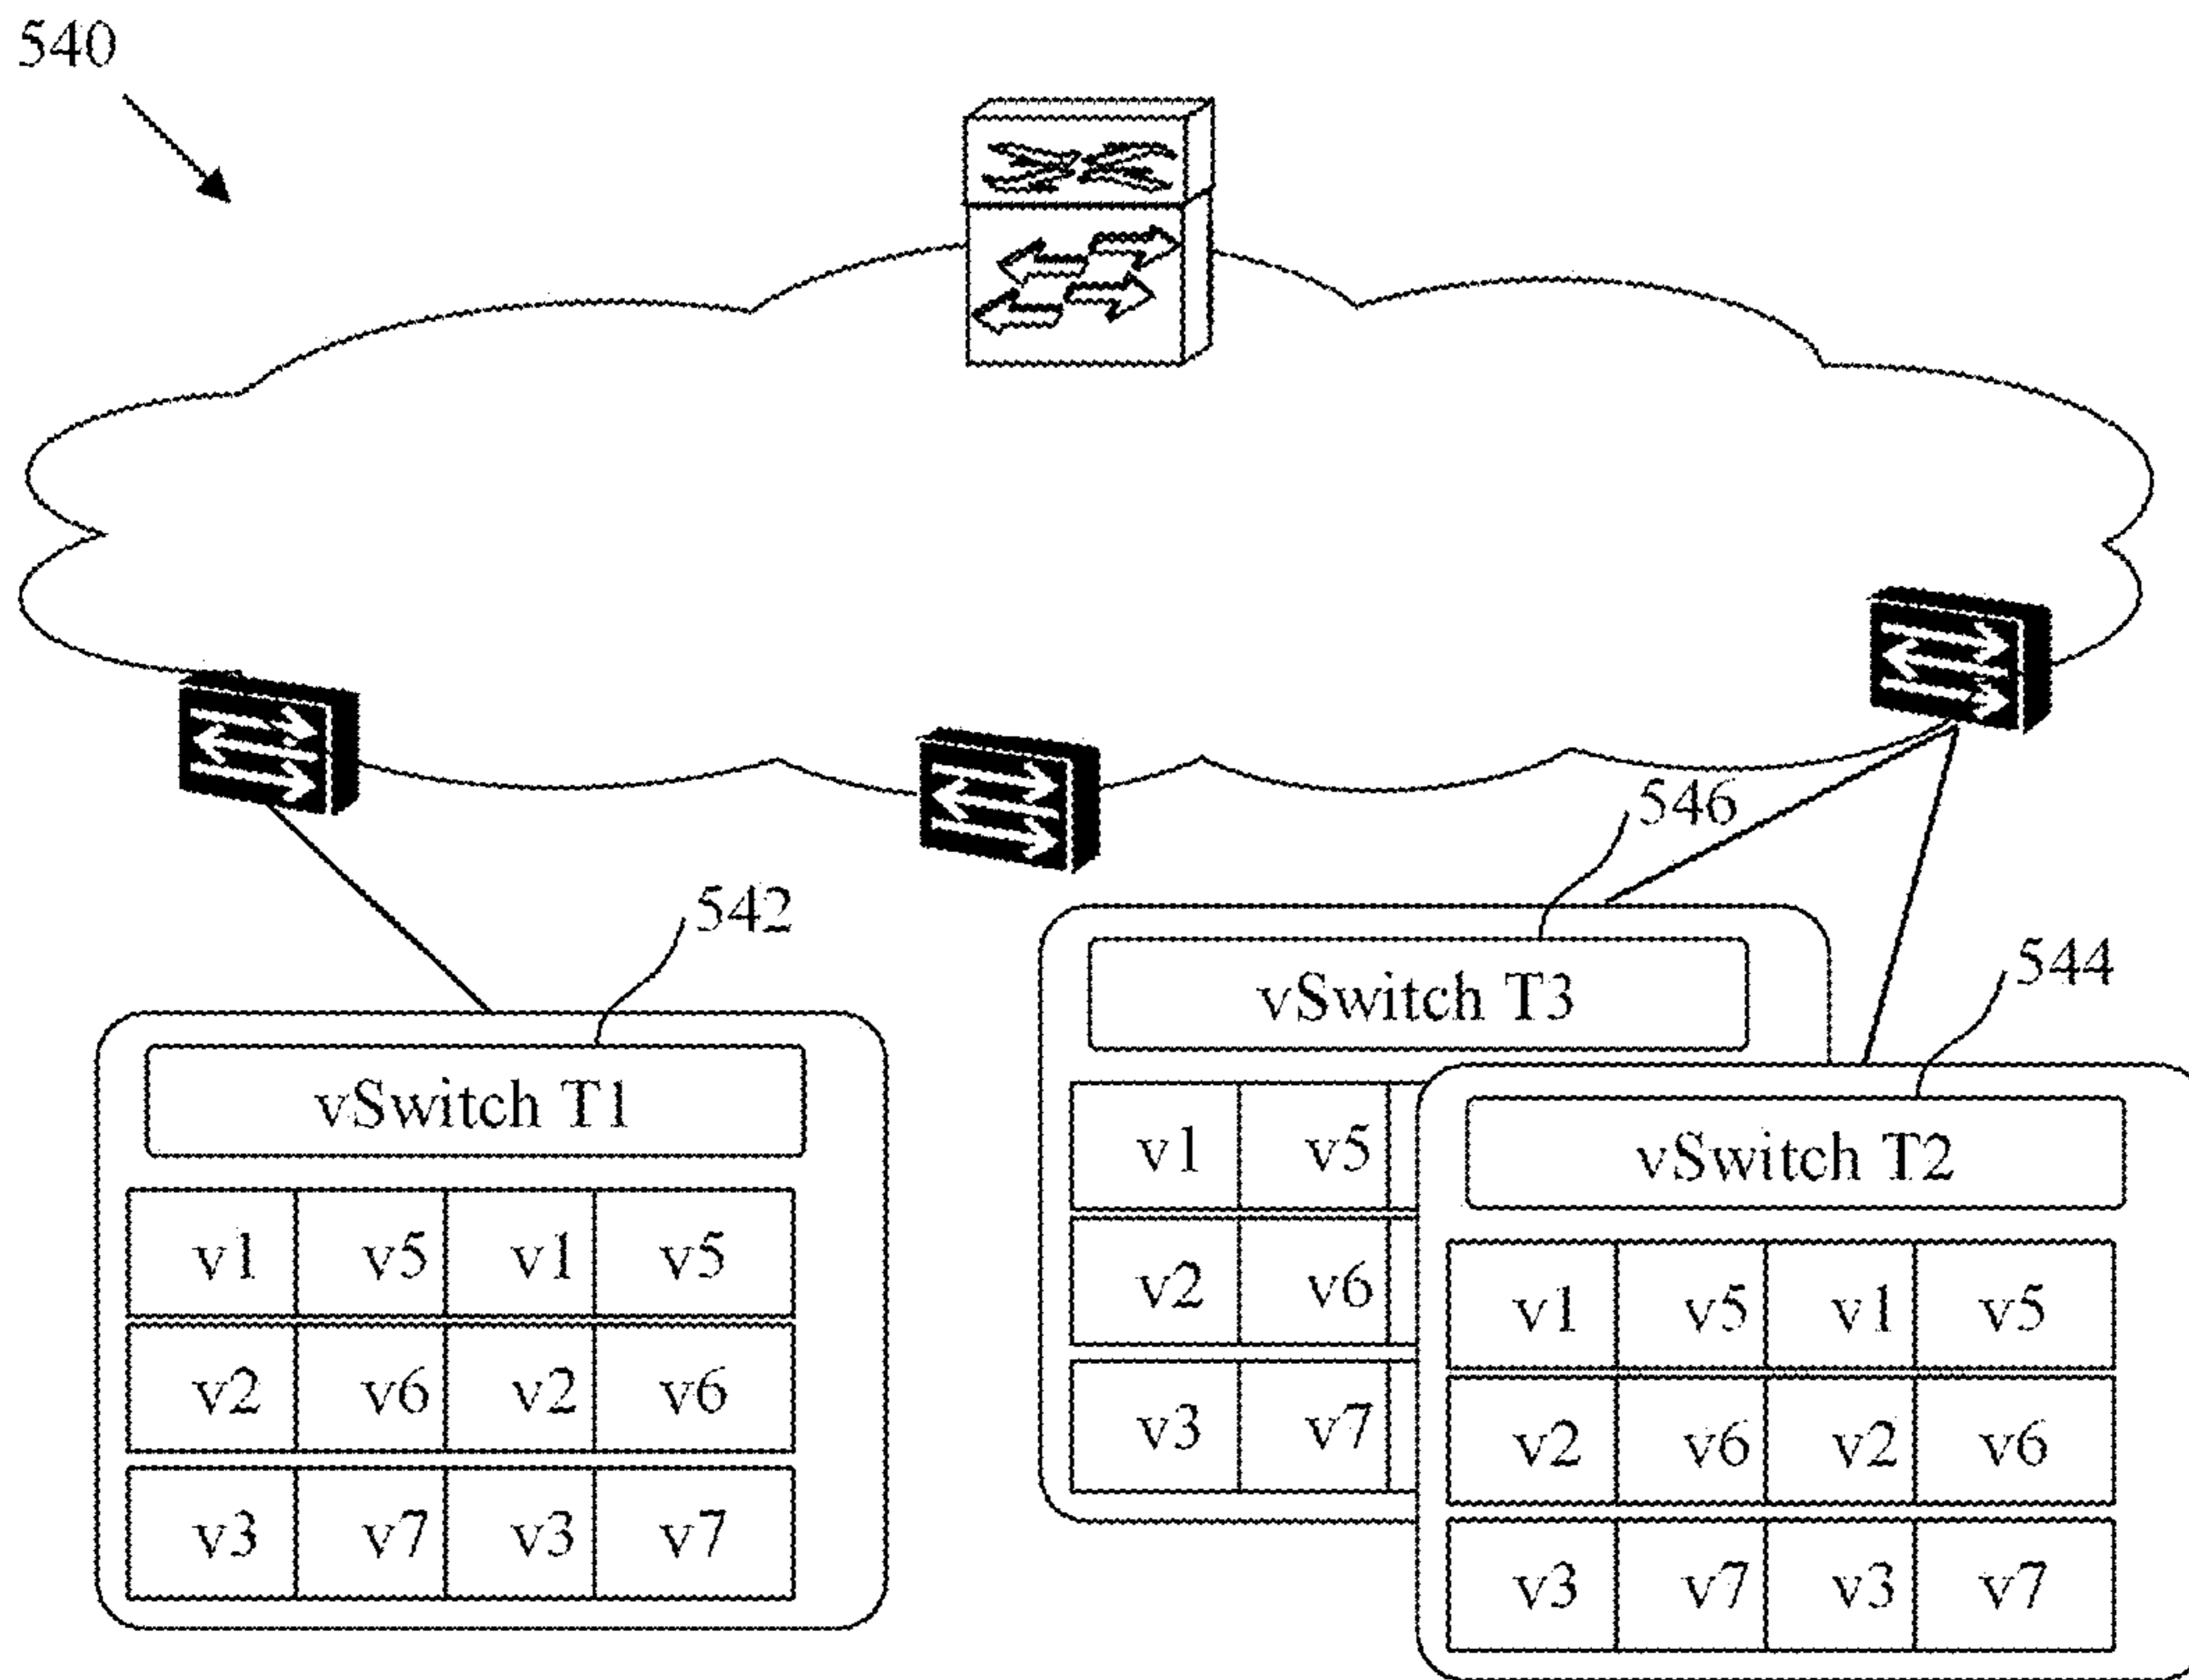 540
546
542
544
vSwitch T3
vSwitch T1
vSwitch T2
v1 v5 v1 v5
v2 v6 v2 v6
v3 v7 v3 v7
v1 v5
v2 v6
v3 v7
v1 v5 v1 v5
v2 v6 v2 v6
v3 v7 v3 v7